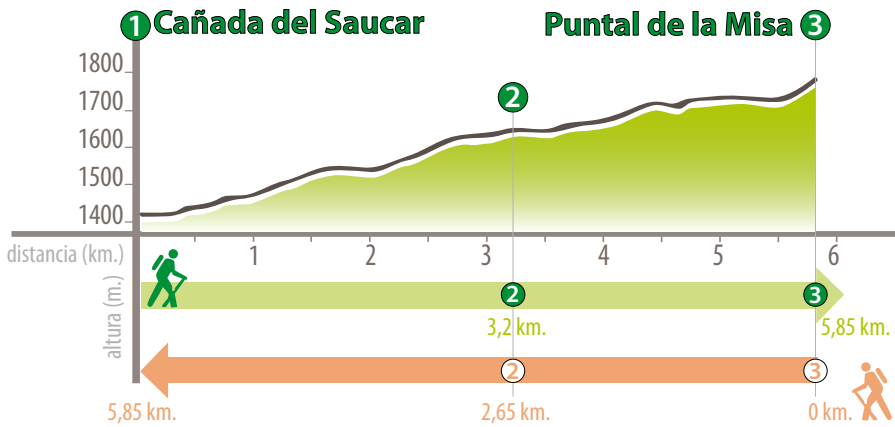 1 Cañada del Saucar
Puntal de la Misa 3
2
1800
1700
1600
1500
1400
distancia (km.)
1 2 3 4 5 6
altura (m.)
2 3
3,2 km. 5,85 km.
2 3
5,85 km. 2,65 km. 0 km.